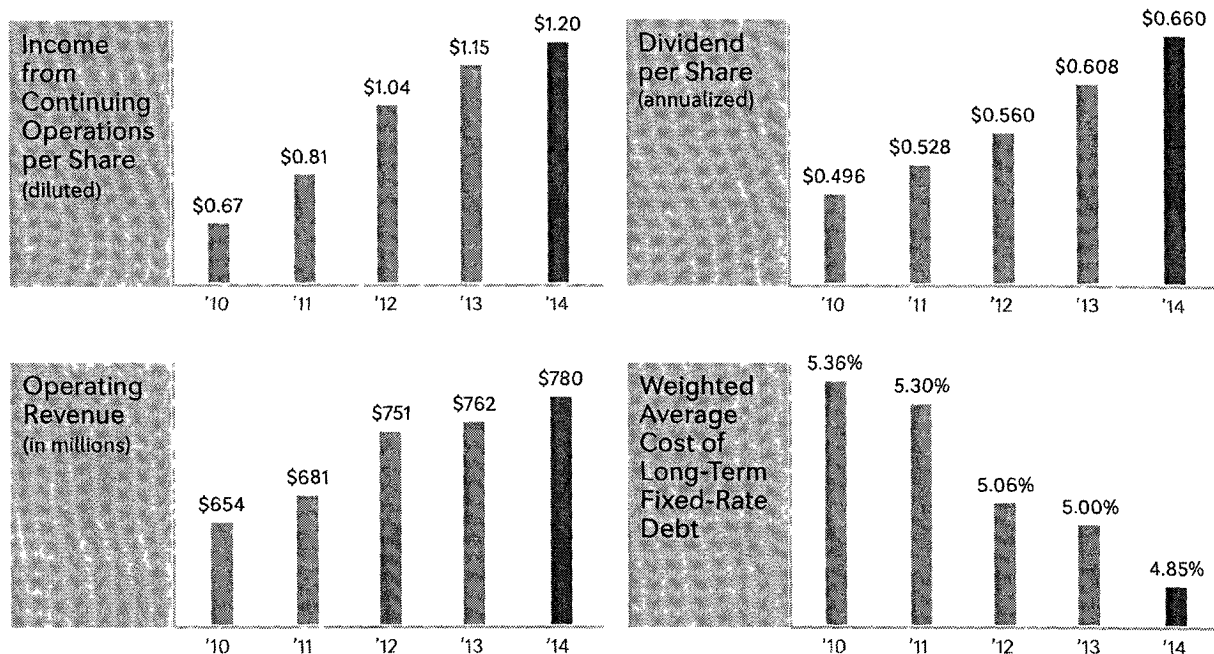 Income
from
Continuing
Operations
per Share
(diluted)
$0.67
$0.81
$1.04
$1.15
$1.20
'10
'11
'12
'13
'14
Dividend
per Share
(annualized)
$0.496
$0.528
$0.560
$0.608
$0.660
'10
'11
'12
'13
'14
Operating
Revenue
(in millions)
$654
$681
$751
$762
$780
'10
'11
'12
'13
'14
Weighted
Average
Cost of
Long-Term
Fixed-Rate
Debt
5.36%
5.30%
5.06%
5.00%
4.85%
'10
'11
'12
'13
'14